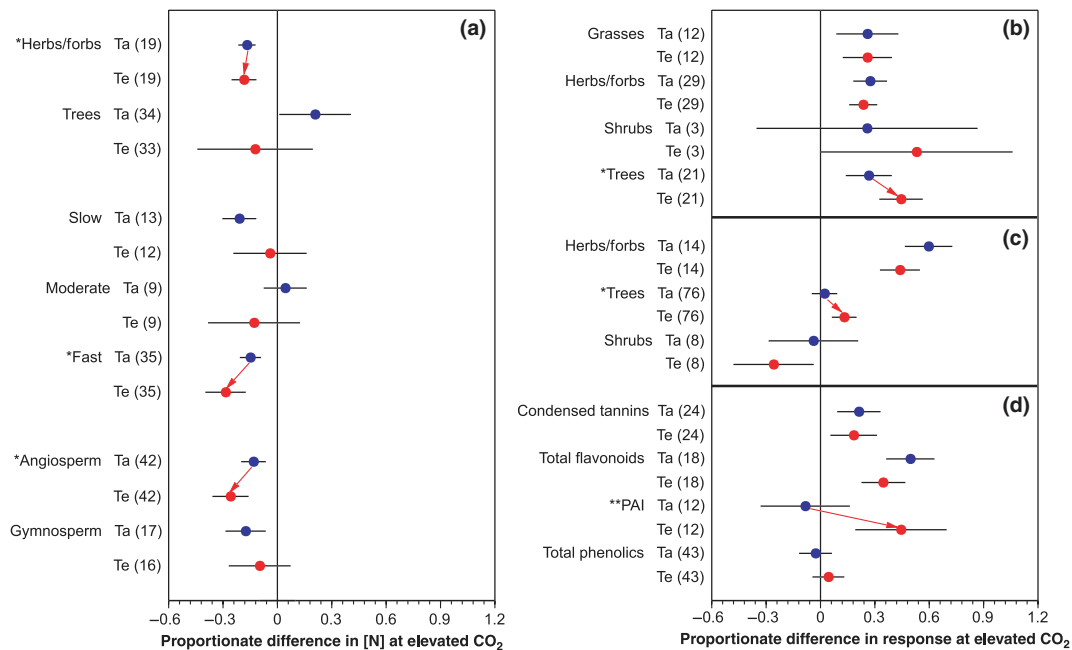 (a)
*Herbs/forbs Ta (19)
Te (19)
Trees Ta (34)
Te (33)
Slow Ta (13)
Te (12)
Moderate Ta (9)
Te (9)
*Fast Ta (35)
Te (35)
*Angiosperm Ta (42)
Te (42)
Gymnosperm Ta (17)
Te (16)
−0.6 −0.3 0 0.3 0.6 0.9 1.2
Proportionate difference in [N] at elevated CO2
(b)
Grasses Ta (12)
Te (12)
Herbs/forbs Ta (29)
Te (29)
Shrubs Ta (3)
Te (3)
*Trees Ta (21)
Te (21)
(c)
Herbs/forbs Ta (14)
Te (14)
*Trees Ta (76)
Te (76)
Shrubs Ta (8)
Te (8)
(d)
Condensed tannins Ta (24)
Te (24)
Total flavonoids Ta (18)
Te (18)
**PAI Ta (12)
Te (12)
Total phenolics Ta (43)
Te (43)
−0.6 −0.3 0 0.3 0.6 0.9 1.2
Proportionate difference in response at elevated CO2